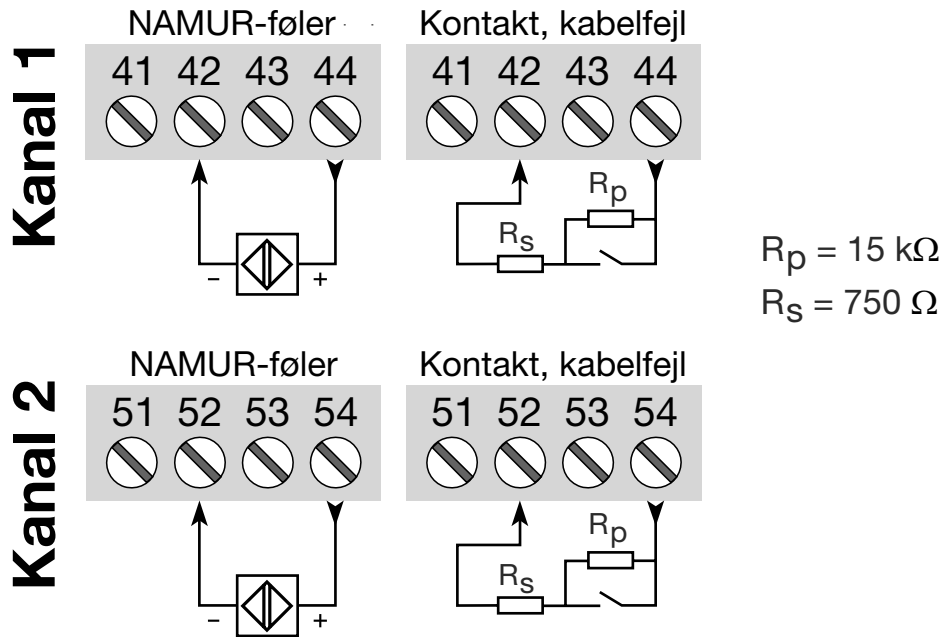 Kanal 1
NAMUR-føler
41 42 43 44
- +
Kontakt, kabelfejl
41 42 43 44
Rp
Rs
Rp = 15 kΩ
Rs = 750 Ω
Kanal 2
NAMUR-føler
51 52 53 54
- +
Kontakt, kabelfejl
51 52 53 54
Rp
Rs